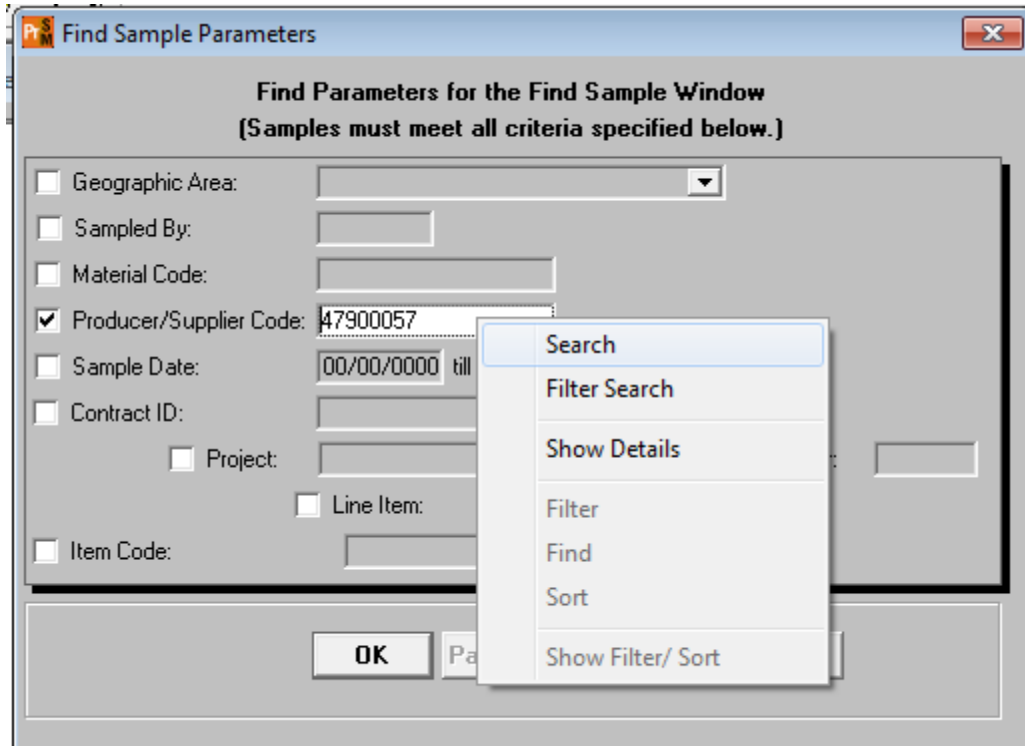 PrSM Find Sample Parameters
Find Parameters for the Find Sample Window
(Samples must meet all criteria specified below.)
Geographic Area:
Sampled By:
Material Code:
Producer/Supplier Code: 47900057
Sample Date: 00/00/0000 till
Contract ID:
Project:
Line Item:
Item Code:
Search
Filter Search
Show Details
Filter
Find
Sort
Show Filter/ Sort
OK Pa